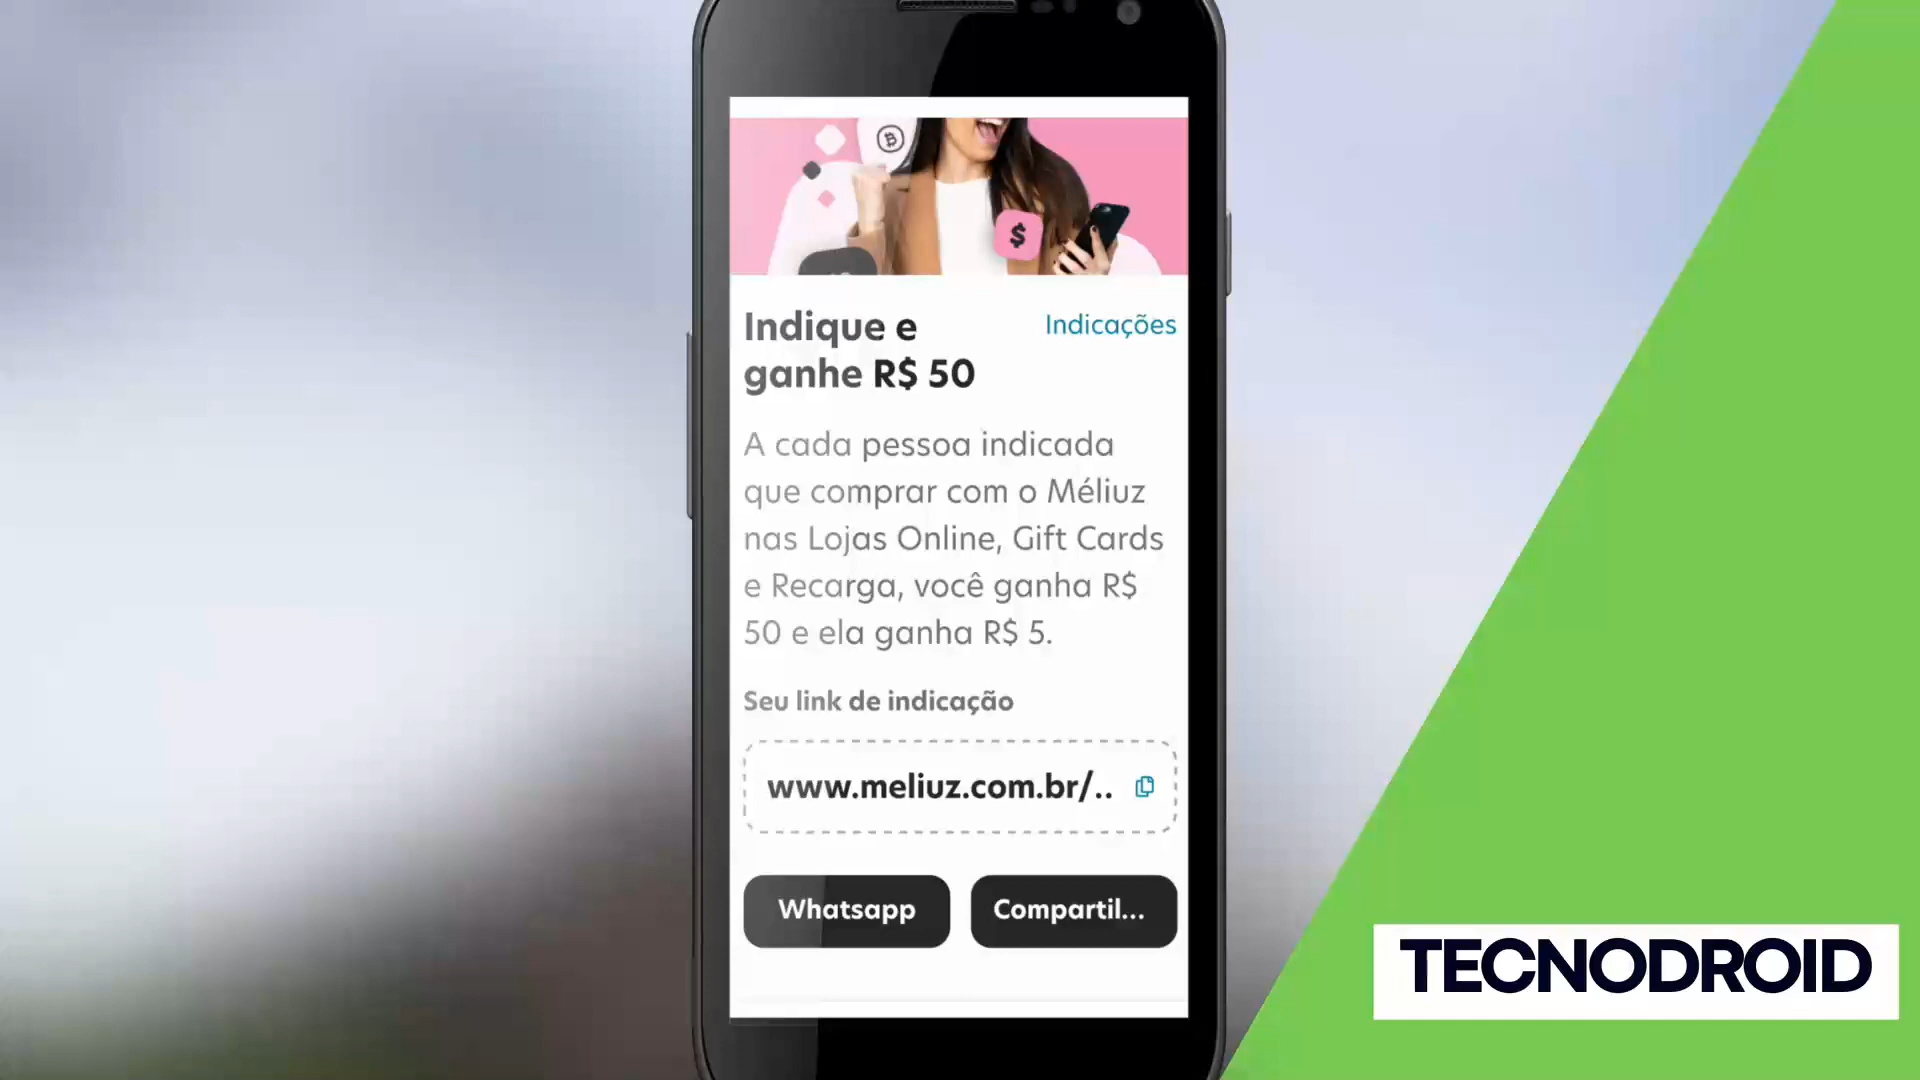 $
Indique e
Indicações
ganhe R$ 50
A cada pessoa indicada
que comprar com o Méliuz
nas Lojas Online, Gift Cards
e Recarga, você ganha R$
50 e ela ganha R$ 5.
Seu link de indicação
www.meliuz.com.br/..
Whatsapp
Compartil...
TECNODROID